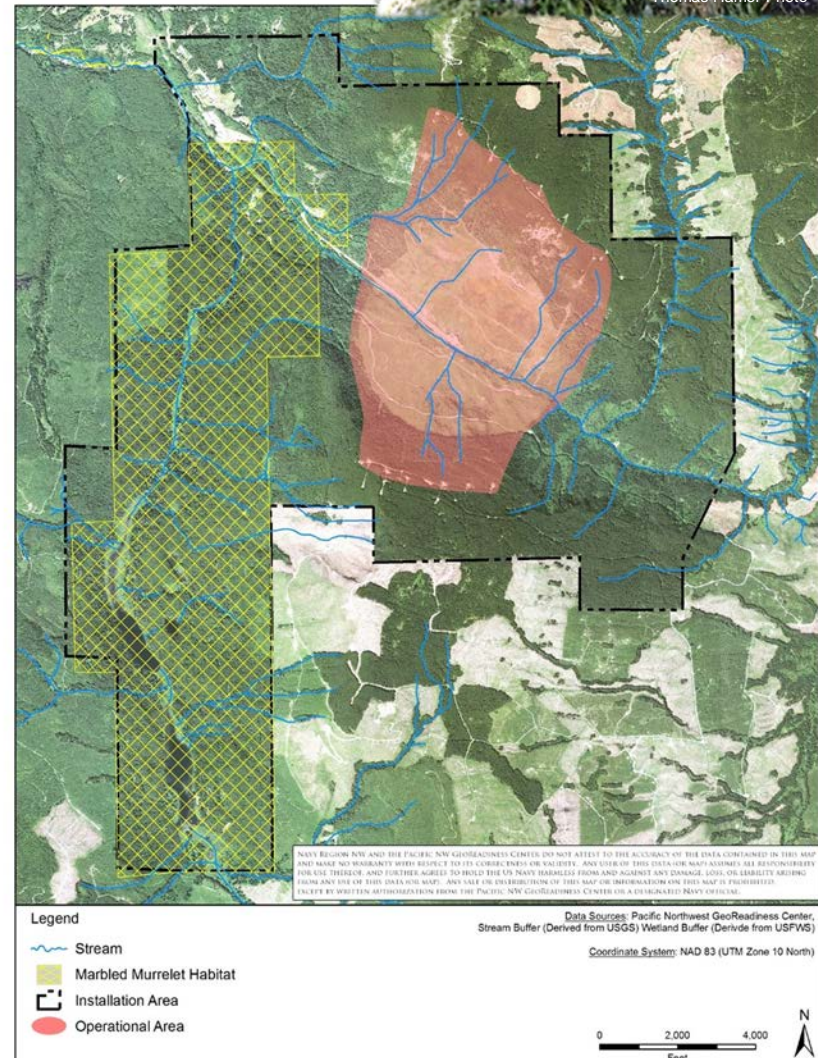 NAVY REGION NW AND THE PACIFIC NW GEOREADINESS CENTER DO NOT ATTEST TO THE ACCURACY OF THE DATA CONTAINED IN THIS MAP
AND MAKE NO WARRANTY WITH RESPECT TO ITS CORRECTNESS OR VALIDITY. ANY USER OF THIS DATA (OR MAP) ASSUMES ALL RESPONSIBILITY
FOR USE THEREOF, AND FURTHER AGREES TO HOLD THE US NAVY HARMLESS FROM AND AGAINST ANY DAMAGE, LOSS, OR LIABILITY ARISING
FROM ANY USE OF THIS DATA (OR MAP). ANY SALE OR DISTRIBUTION OF THIS MAP OR INFORMATION ON THIS MAP IS PROHIBITED,
EXCEPT BY WRITTEN AUTHORIZATION FROM THE PACIFIC NW GEOREADINESS CENTER OR A DESIGNATED NAVY OFFICIAL.
Legend
Stream
Marbled Murrelet Habitat
Installation Area
Operational Area
Data Sources: Pacific Northwest GeoReadiness Center,
Stream Buffer (Derived from USGS) Wetland Buffer (Derivde from USFWS)
Coordinate System: NAD 83 (UTM Zone 10 North)
0 2,000 4,000
Feet
N